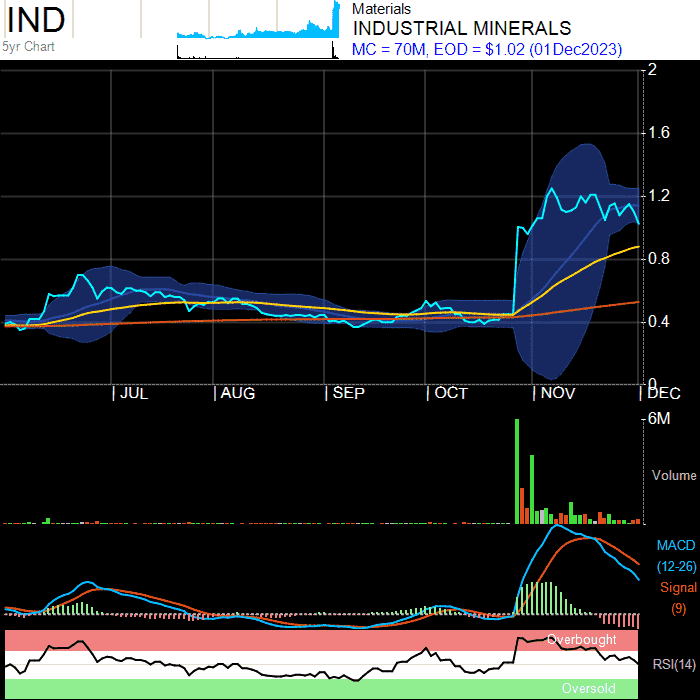 IND
5yr Chart
Materials
INDUSTRIAL MINERALS
MC = 70M, EOD = $1.02 (01Dec2023)
2
1.6
1.2
0.8
0.4
0
JUL
AUG
SEP
OCT
NOV
DEC
6M
Volume
MACD
(12-26)
Signal
(9)
Overbought
RSI(14)
Oversold